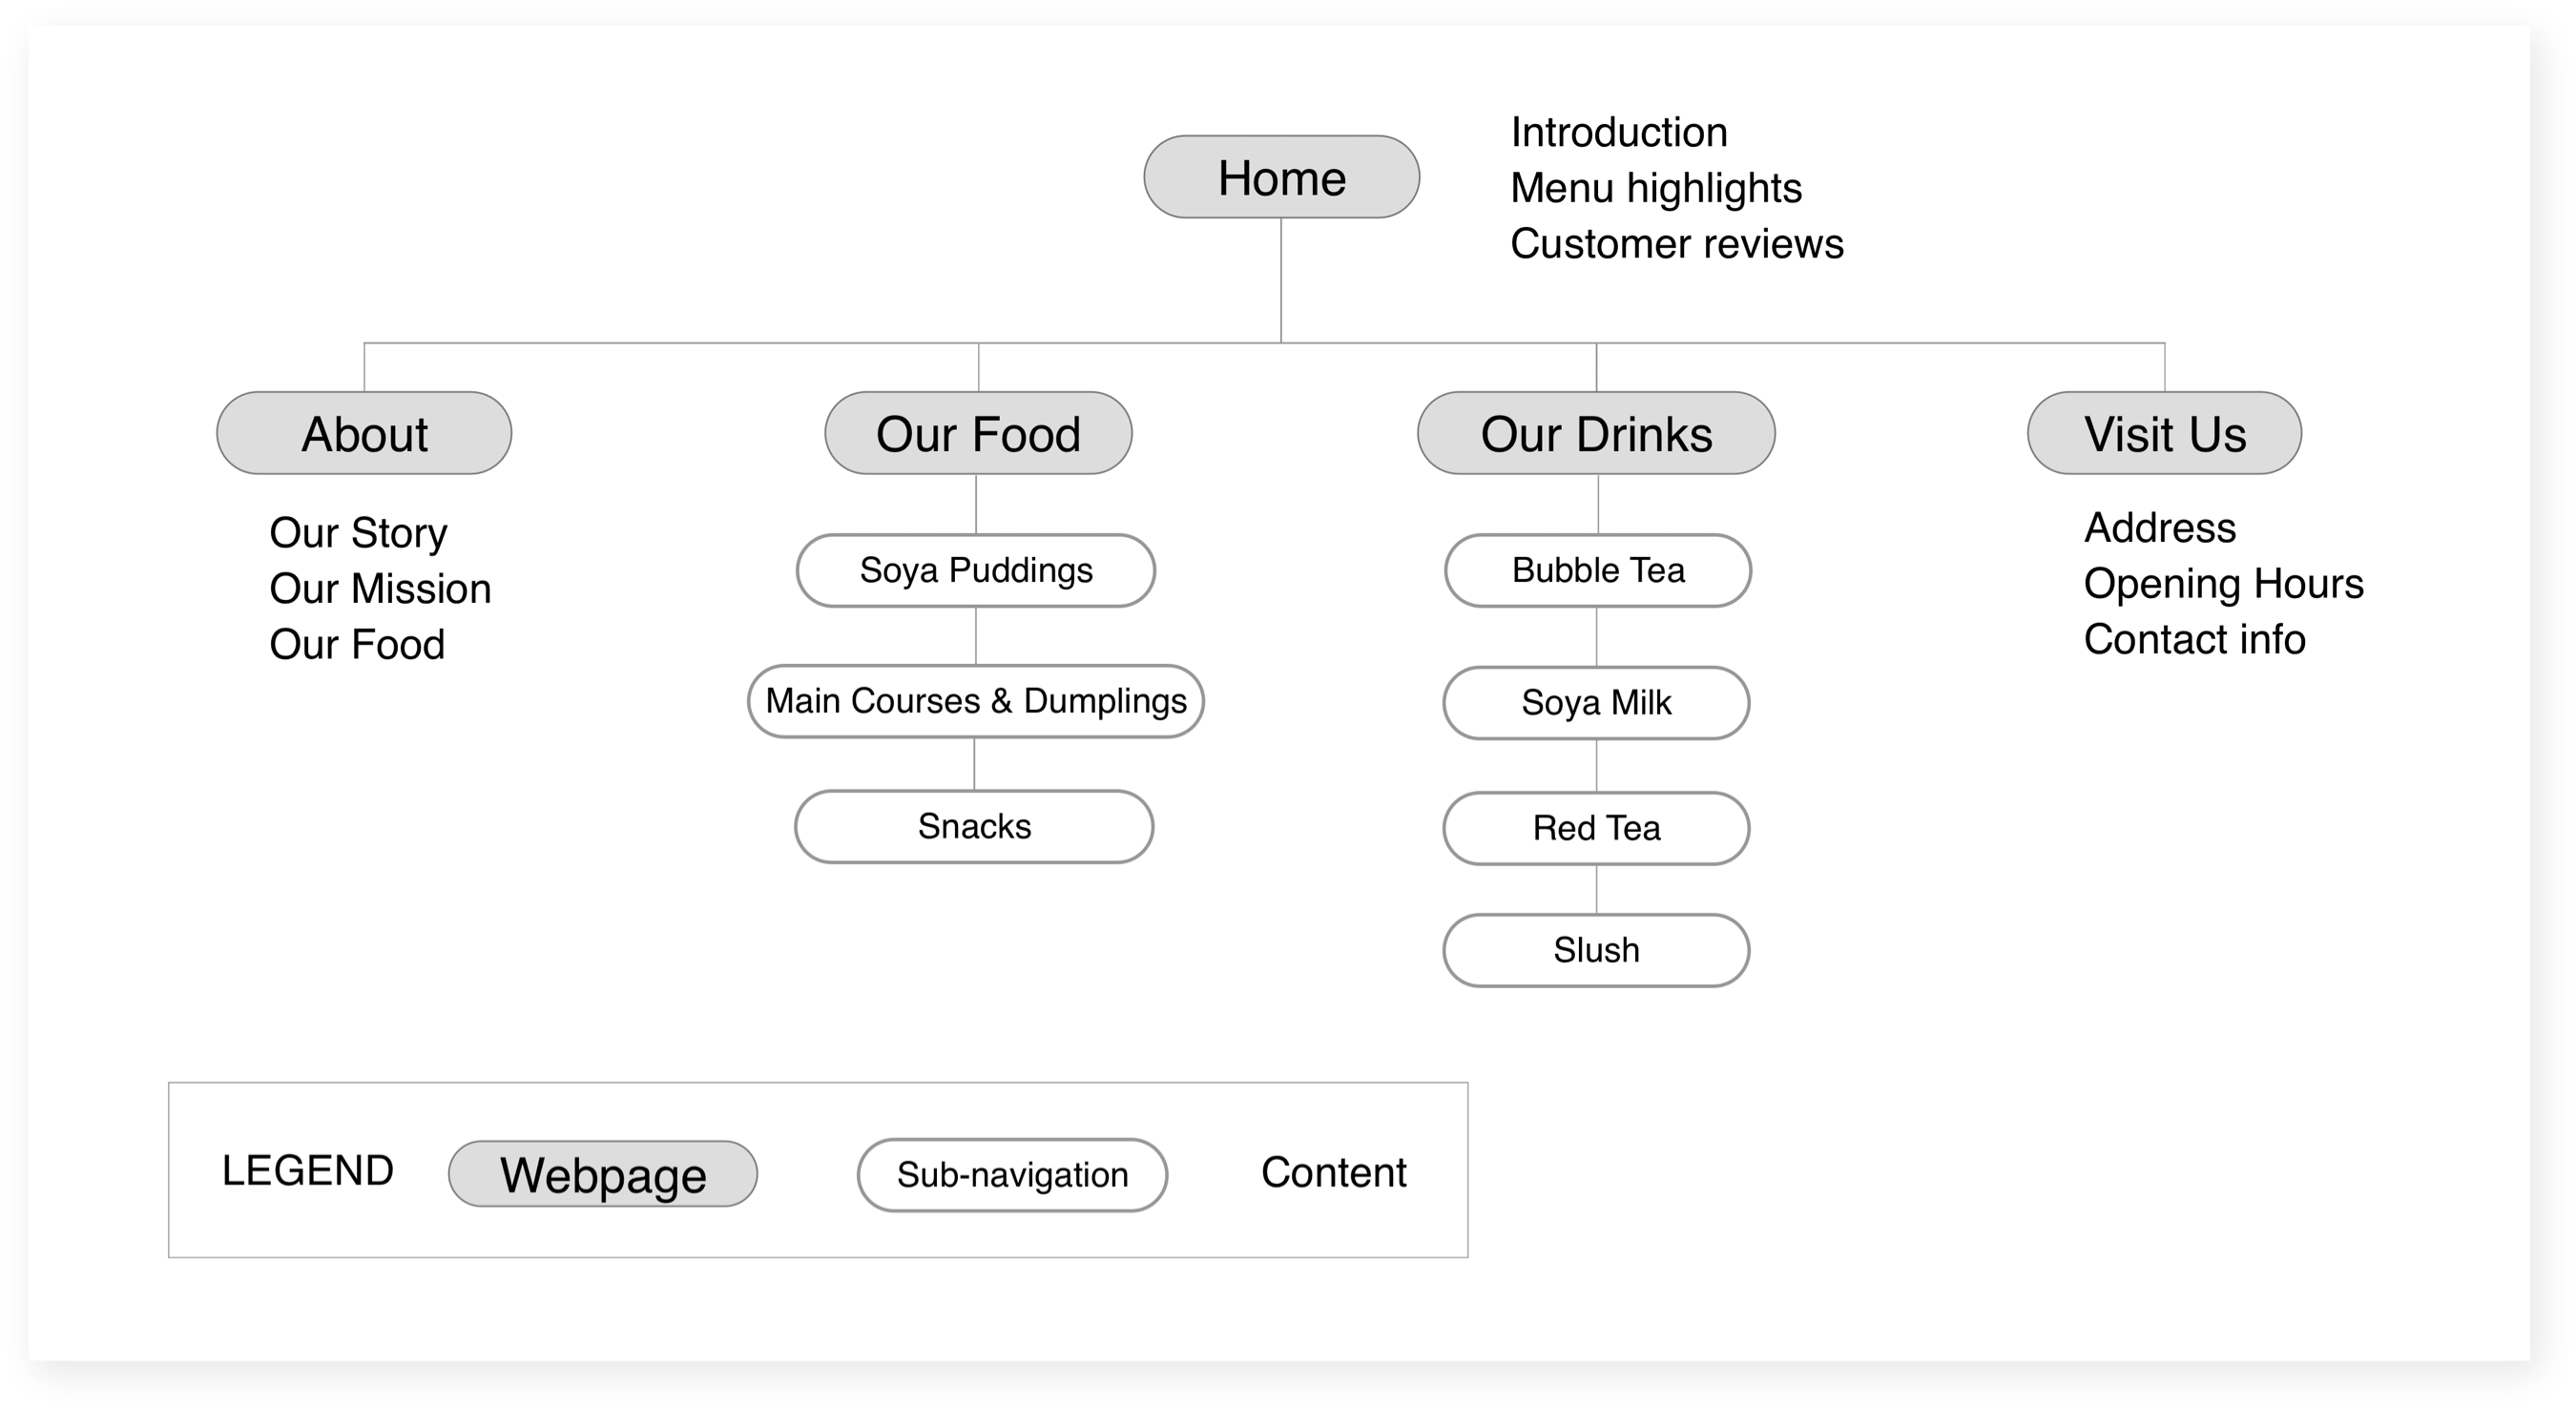 Home
Introduction
Menu highlights
Customer reviews
About
Our Story
Our Mission
Our Food
Our Food
Soya Puddings
Main Courses & Dumplings
Snacks
Our Drinks
Bubble Tea
Soya Milk
Red Tea
Slush
Visit Us
Address
Opening Hours
Contact info
LEGEND
Webpage
Sub-navigation
Content